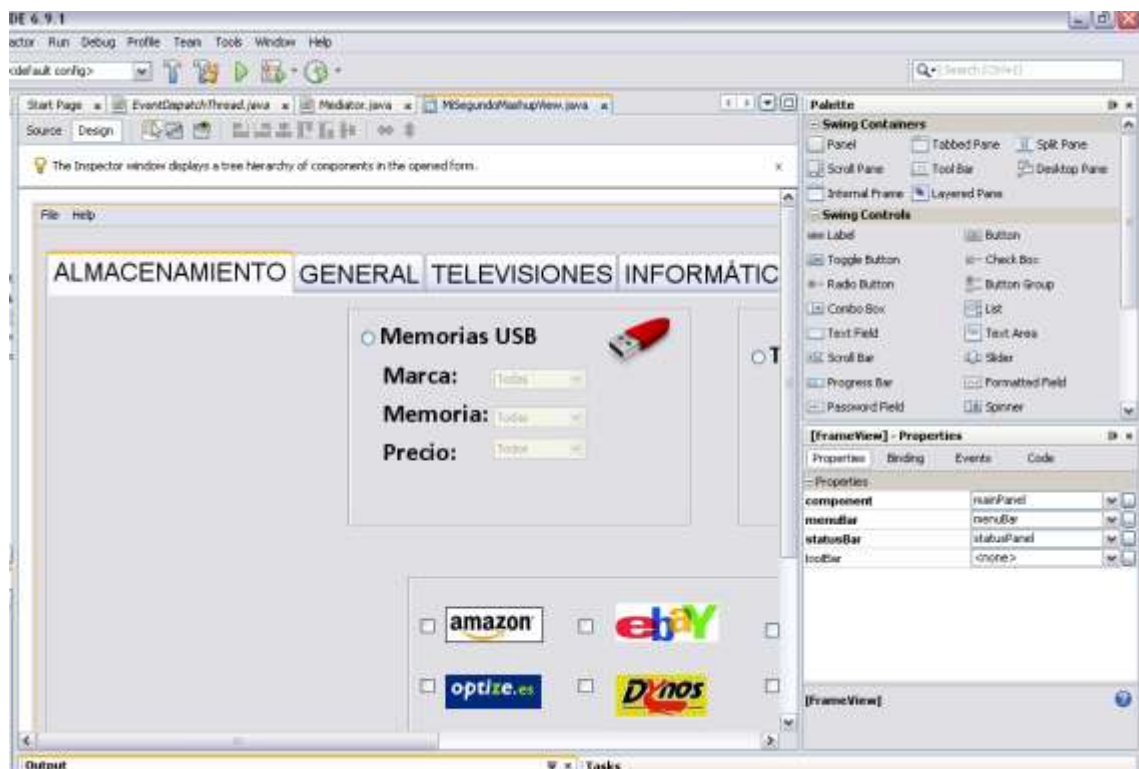 DE 6.9.1
actor Run Debug Profile Team Tools Window Help
<default config>
Search (Ctrl+I)
Start Page EventDispatchThread.java Mediator.java MiSegundoMashupView.java
Source Design
The Inspector window displays a tree hierarchy of components in the opened form.
File Help
ALMACENAMIENTO GENERAL TELEVISIONES INFORMÁTIC
Memorias USB
Marca: Todas
Memoria: Todas
Precio: Todos
T
amazon ebay
optize.es Dynos
Output Tasks
Palette
Swing Containers
Panel Tabbed Pane Split Pane
Scroll Pane Tool Bar Desktop Pane
Internal Frame Layered Pane
Swing Controls
Label Button
Toggle Button Check Box
Radio Button Button Group
Combo Box List
Text Field Text Area
Scroll Bar Slider
Progress Bar Formatted Field
Password Field Spinner
[FrameView] - Properties
Properties Binding Events Code
Properties
component mainPanel
menuBar menuBar
statusBar statusPanel
toolBar <none>
[FrameView]